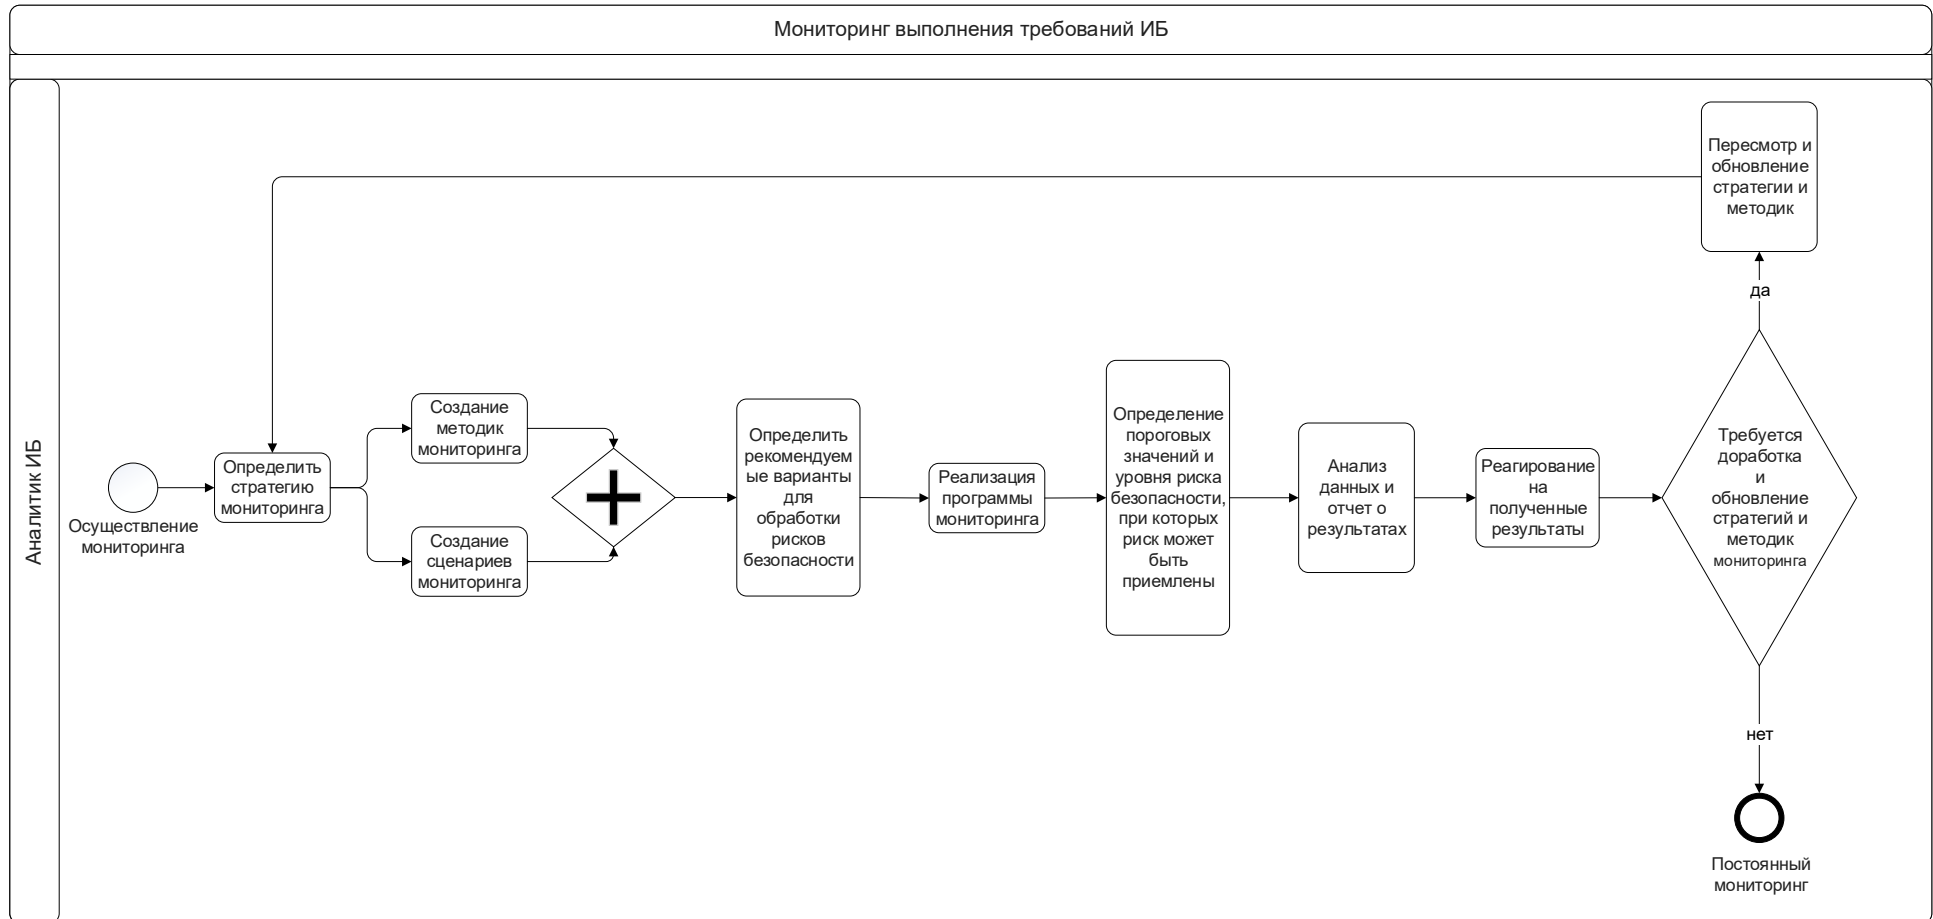 Мониторинг выполнения требований ИБ
Аналитик ИБ
Осуществление
мониторинга
Определить
стратегию
мониторинга
Создание
методик
мониторинга
Создание
сценариев
мониторинга
Определить
рекомендуем
ые варианты
для
обработки
рисков
безопасности
Реализация
программы
мониторинга
Определение
пороговых
значений и
уровня риска
безопасности,
при которых
риск может
быть
приемлены
Анализ
данных и
отчет о
результатах
Реагирование
на
полученные
результаты
Требуется
доработка
и
обновление
стратегий и
методик
мониторинга
да
Пересмотр и
обновление
стратегии и
методик
нет
Постоянный
мониторинг